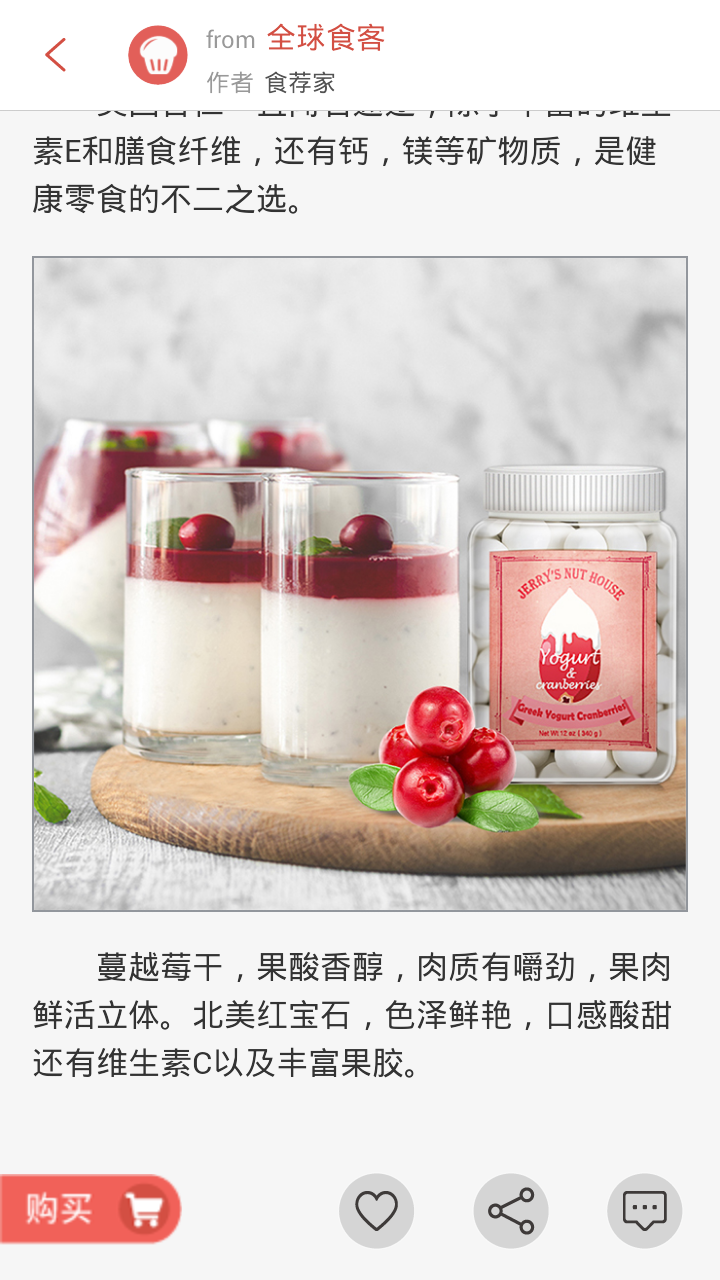 from 全球食客
作者 食荐家
素E和膳食纤维，还有钙，镁等矿物质，是健
康零食的不二之选。
JERRY'S NUT HOUSE
Yogurt
&
cranberries
Greek Yogurt Cranberries
Net Wt 12 oz ( 340 g )
蔓越莓干，果酸香醇，肉质有嚼劲，果肉
鲜活立体。北美红宝石，色泽鲜艳，口感酸甜
还有维生素C以及丰富果胶。
购买